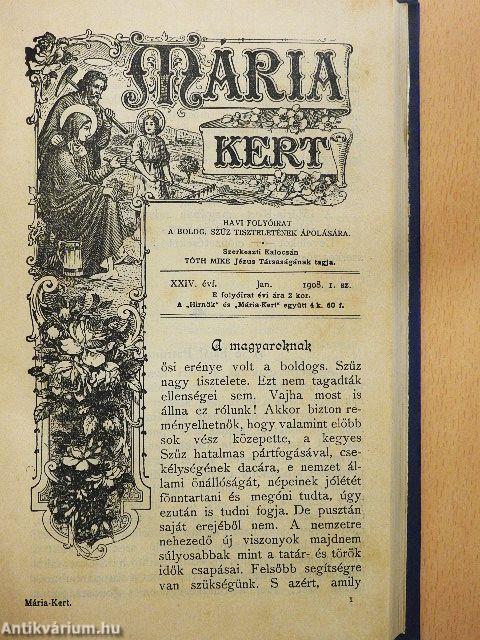 MÁRIA
KERT
HAVI FOLYÓIRAT
A BOLDG. SZŰZ TISZTELETÉNEK ÁPOLÁSÁRA.
Szerkeszti Kalocsán
TÓTH MIKE Jézus Társaságának tagja.
XXIV. évf. Jan. 1908. 1. sz.
E folyóirat évi ára 2 kor.
A „Hirnök" és „Mária-Kert" együtt 4 k. 60 f.
A magyaroknak
ősi erénye volt a boldogs. Szűz
nagy tisztelete. Ezt nem tagadták
ellenségei sem. Vajha most is
állna ez rólunk! Akkor bizton re-
ményelhetnők, hogy valamint előbb
sok vész közepette, a kegyes
Szűz hatalmas pártfogásával, cse-
kélységének dacára, e nemzet ál-
lami önállóságát, népeinek jólétét
fönntartani és megóni tudta, úgy
ezután is tudni fogja. De pusztán
saját erejéből nem. A nemzetre
nehezedő új viszonyok majdnem
súlyosabbak mint a tatár- és török
idők csapásai. Felsőbb segítségre
van szükségünk. S azért, amily
Mária-Kert. 1
Antikvárium.hu